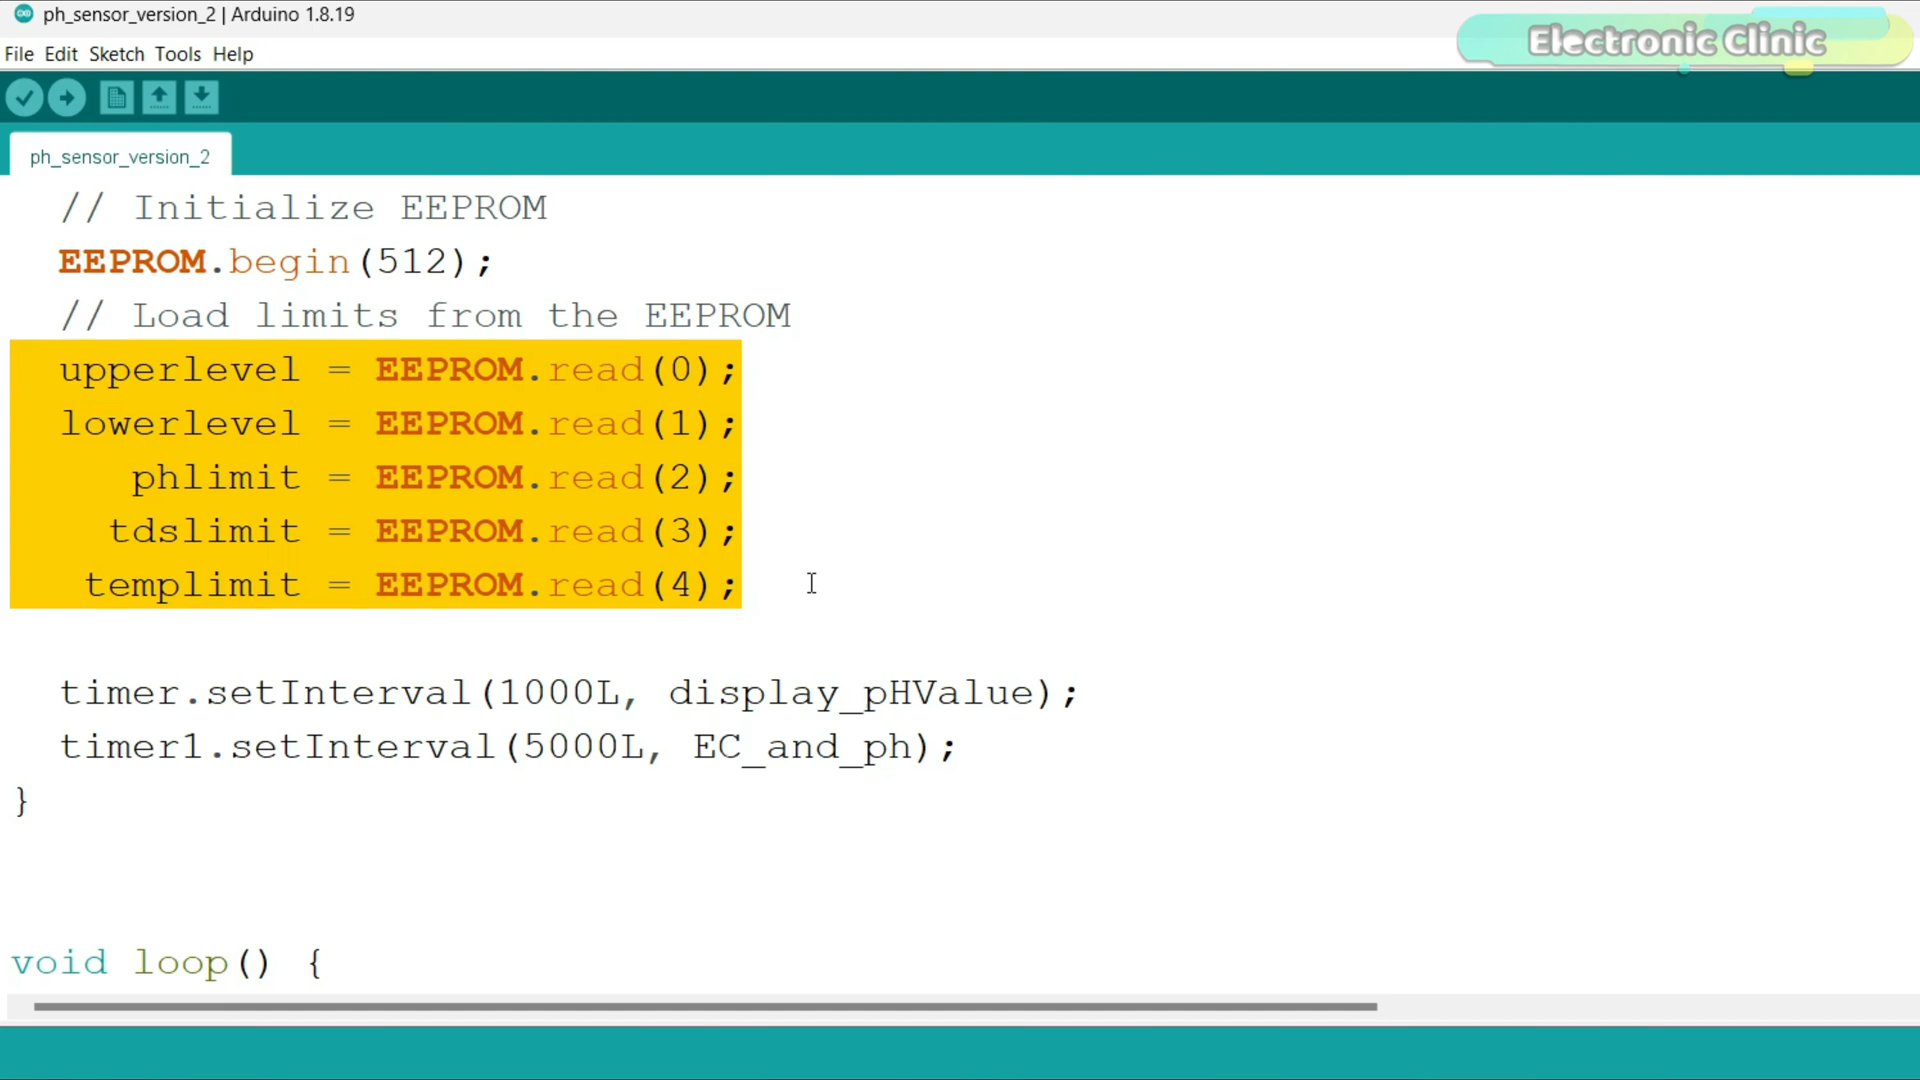 ph_sensor_version_2 | Arduino 1.8.19
Electronic Clinic
File Edit Sketch Tools Help
ph_sensor_version_2
// Initialize EEPROM
EEPROM.begin(512);
// Load limits from the EEPROM
upperlevel = EEPROM.read(0);
lowerlevel = EEPROM.read(1);
phlimit = EEPROM.read(2);
tdslimit = EEPROM.read(3);
templimit = EEPROM.read(4);
timer.setInterval(1000L, display_pHValue);
timer1.setInterval(5000L, EC_and_ph);
}
void loop() {